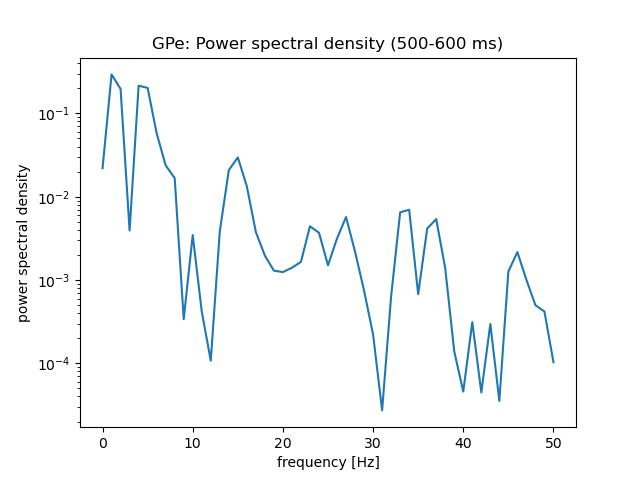 GPe: Power spectral density (500-600 ms)
power spectral density
10⁻¹
10⁻²
10⁻³
10⁻⁴
0 10 20 30 40 50
frequency [Hz]